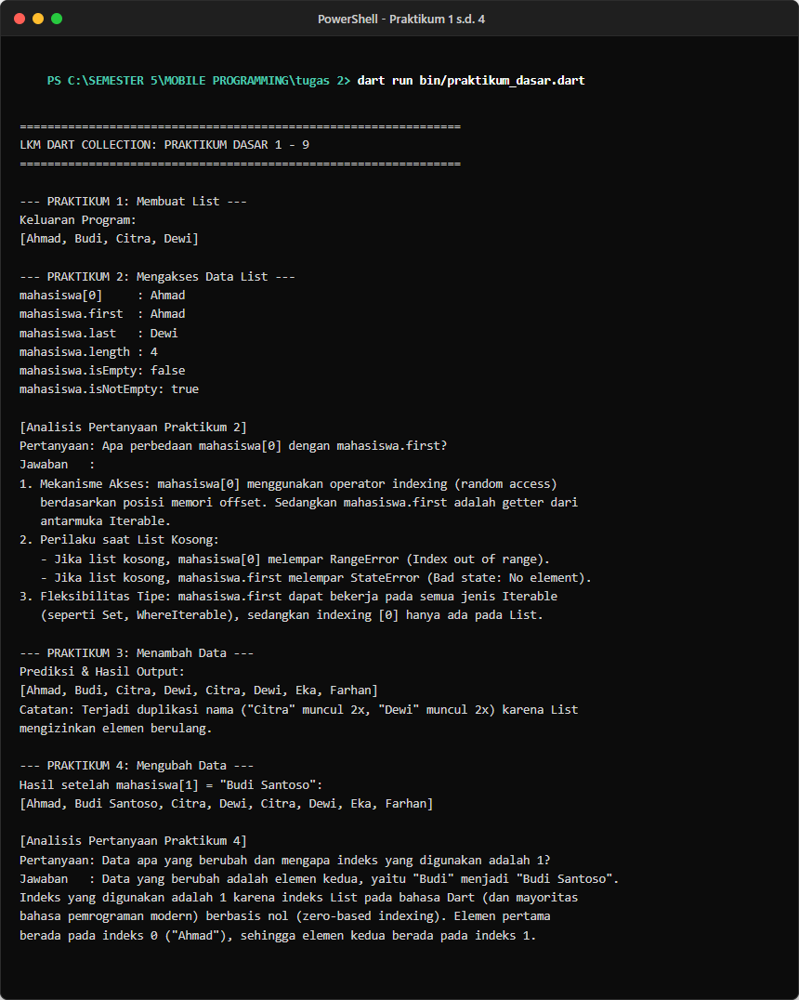 PowerShell - Praktikum 1 s.d. 4
PS C:\SEMESTER 5\MOBILE PROGRAMMING\tugas 2> dart run bin/praktikum_dasar.dart
================================================================
LKM DART COLLECTION: PRAKTIKUM DASAR 1 - 9
================================================================
--- PRAKTIKUM 1: Membuat List ---
Keluaran Program:
[Ahmad, Budi, Citra, Dewi]
--- PRAKTIKUM 2: Mengakses Data List ---
mahasiswa[0]     : Ahmad
mahasiswa.first  : Ahmad
mahasiswa.last   : Dewi
mahasiswa.length : 4
mahasiswa.isEmpty: false
mahasiswa.isNotEmpty: true
[Analisis Pertanyaan Praktikum 2]
Pertanyaan: Apa perbedaan mahasiswa[0] dengan mahasiswa.first?
Jawaban   :
1. Mekanisme Akses: mahasiswa[0] menggunakan operator indexing (random access)
   berdasarkan posisi memori offset. Sedangkan mahasiswa.first adalah getter dari
   antarmuka Iterable.
2. Perilaku saat List Kosong:
   - Jika list kosong, mahasiswa[0] melempar RangeError (Index out of range).
   - Jika list kosong, mahasiswa.first melempar StateError (Bad state: No element).
3. Fleksibilitas Tipe: mahasiswa.first dapat bekerja pada semua jenis Iterable
   (seperti Set, WhereIterable), sedangkan indexing [0] hanya ada pada List.
--- PRAKTIKUM 3: Menambah Data ---
Prediksi & Hasil Output:
[Ahmad, Budi, Citra, Dewi, Citra, Dewi, Eka, Farhan]
Catatan: Terjadi duplikasi nama ("Citra" muncul 2x, "Dewi" muncul 2x) karena List
mengizinkan elemen berulang.
--- PRAKTIKUM 4: Mengubah Data ---
Hasil setelah mahasiswa[1] = "Budi Santoso":
[Ahmad, Budi Santoso, Citra, Dewi, Citra, Dewi, Eka, Farhan]
[Analisis Pertanyaan Praktikum 4]
Pertanyaan: Data apa yang berubah dan mengapa indeks yang digunakan adalah 1?
Jawaban   : Data yang berubah adalah elemen kedua, yaitu "Budi" menjadi "Budi Santoso".
Indeks yang digunakan adalah 1 karena indeks List pada bahasa Dart (dan mayoritas
bahasa pemrograman modern) berbasis nol (zero-based indexing). Elemen pertama
berada pada indeks 0 ("Ahmad"), sehingga elemen kedua berada pada indeks 1.